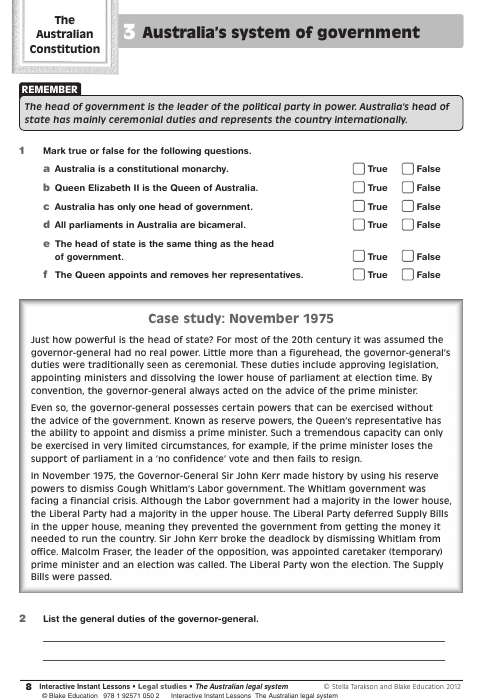 The
Australian
Constitution
3 Australia's system of government
REMEMBER
The head of government is the leader of the political party in power. Australia's head of
state has mainly ceremonial duties and represents the country internationally.
1 Mark true or false for the following questions.
a Australia is a constitutional monarchy. True False
b Queen Elizabeth II is the Queen of Australia. True False
c Australia has only one head of government. True False
d All parliaments in Australia are bicameral. True False
e The head of state is the same thing as the head
of government. True False
f The Queen appoints and removes her representatives. True False
Case study: November 1975
Just how powerful is the head of state? For most of the 20th century it was assumed the
governor-general had no real power. Little more than a figurehead, the governor-general's
duties were traditionally seen as ceremonial. These duties include approving legislation,
appointing ministers and dissolving the lower house of parliament at election time. By
convention, the governor-general always acted on the advice of the prime minister.
Even so, the governor-general possesses certain powers that can be exercised without
the advice of the government. Known as reserve powers, the Queen's representative has
the ability to appoint and dismiss a prime minister. Such a tremendous capacity can only
be exercised in very limited circumstances, for example, if the prime minister loses the
support of parliament in a 'no confidence' vote and then fails to resign.
In November 1975, the Governor-General Sir John Kerr made history by using his reserve
powers to dismiss Gough Whitlam's Labor government. The Whitlam government was
facing a financial crisis. Although the Labor government had a majority in the lower house,
the Liberal Party had a majority in the upper house. The Liberal Party deferred Supply Bills
in the upper house, meaning they prevented the government from getting the money it
needed to run the country. Sir John Kerr broke the deadlock by dismissing Whitlam from
office. Malcolm Fraser, the leader of the opposition, was appointed caretaker (temporary)
prime minister and an election was called. The Liberal Party won the election. The Supply
Bills were passed.
2 List the general duties of the governor-general.
8 Interactive Instant Lessons • Legal studies • The Australian legal system © Stella Tarakson and Blake Education 2012
© Blake Education 978 1 92571 050 2 Interactive Instant Lessons The Australian legal system